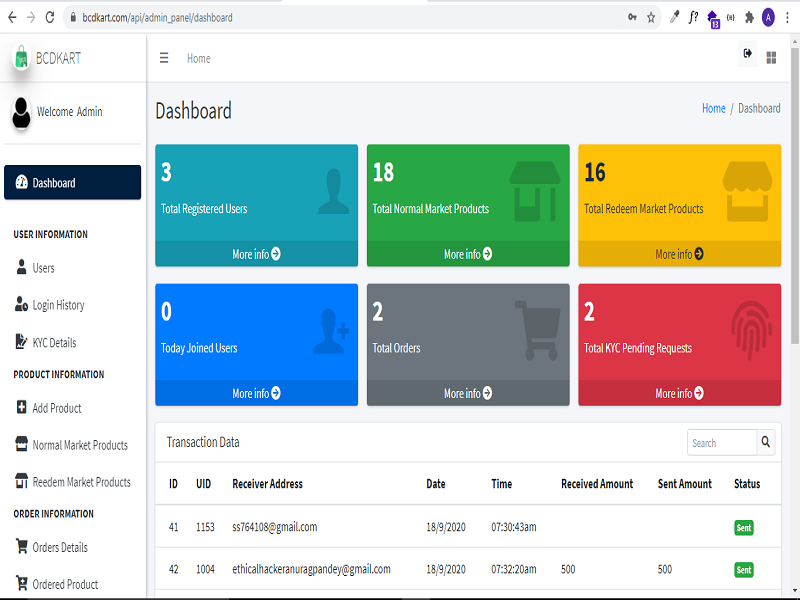 bcdkart.com/api/admin_panel/dashboard
f?
13
A
BCDKART
Home
Welcome Admin
Dashboard
Home / Dashboard
Dashboard
USER INFORMATION
Users
Login History
KYC Details
PRODUCT INFORMATION
Add Product
Normal Market Products
Reedem Market Products
ORDER INFORMATION
Orders Details
Ordered Product
3
Total Registered Users
More info
18
Total Normal Market Products
More info
16
Total Redeem Market Products
More info
0
Today Joined Users
More info
2
Total Orders
More info
2
Total KYC Pending Requests
More info
Transaction Data
Search
ID UID Receiver Address Date Time Received Amount Sent Amount Status
41 1153 ss764108@gmail.com 18/9/2020 07:30:43am Sent
42 1004 ethicalhackeranuragpandey@gmail.com 18/9/2020 07:32:20am 500 500 Sent